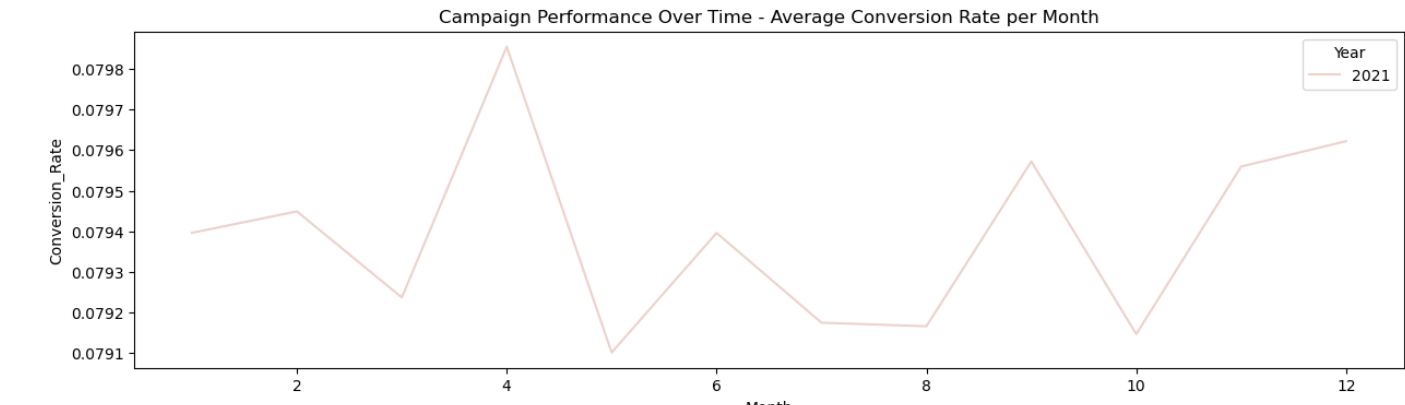 Campaign Performance Over Time - Average Conversion Rate per Month
Year
2021
Conversion_Rate
0.0798
0.0797
0.0796
0.0795
0.0794
0.0793
0.0792
0.0791
2 4 6 8 10 12
Month